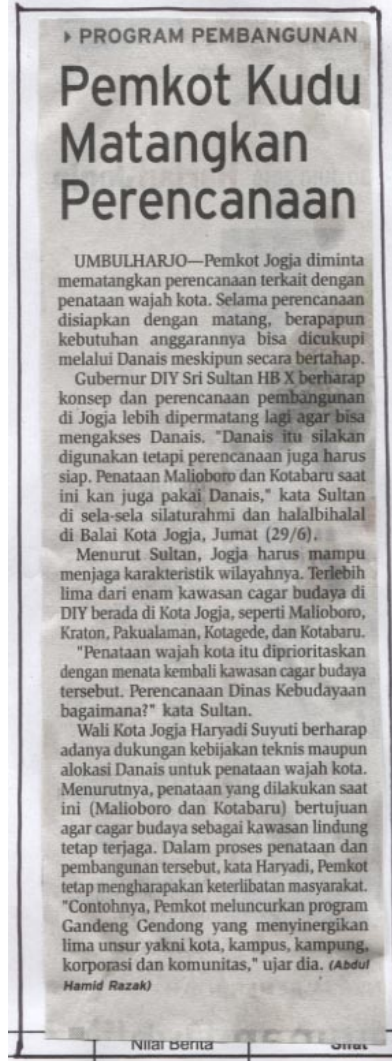 ▸ PROGRAM PEMBANGUNAN
Pemkot Kudu
Matangkan
Perencanaan
UMBULHARJO—Pemkot Jogja diminta
mematangkan perencanaan terkait dengan
penataan wajah kota. Selama perencanaan
disiapkan dengan matang, berapapun
kebutuhan anggarannya bisa dicukupi
melalui Danais meskipun secara bertahap.
Gubernur DIY Sri Sultan HB X berharap
konsep dan perencanaan pembangunan
di Jogja lebih dipermatang lagi agar bisa
mengakses Danais. "Danais itu silakan
digunakan tetapi perencanaan juga harus
siap. Penataan Malioboro dan Kotabaru saat
ini kan juga pakai Danais," kata Sultan
di sela-sela silaturahmi dan halalbihalal
di Balai Kota Jogja, Jumat (29/6).
Menurut Sultan, Jogja harus mampu
menjaga karakteristik wilayahnya. Terlebih
lima dari enam kawasan cagar budaya di
DIY berada di Kota Jogja, seperti Malioboro,
Kraton, Pakualaman, Kotagede, dan Kotabaru.
"Penataan wajah kota itu diprioritaskan
dengan menata kembali kawasan cagar budaya
tersebut. Perencanaan Dinas Kebudayaan
bagaimana?" kata Sultan.
Wali Kota Jogja Haryadi Suyuti berharap
adanya dukungan kebijakan teknis maupun
alokasi Danais untuk penataan wajah kota.
Menurutnya, penataan yang dilakukan saat
ini (Malioboro dan Kotabaru) bertujuan
agar cagar budaya sebagai kawasan lindung
tetap terjaga. Dalam proses penataan dan
pembangunan tersebut, kata Haryadi, Pemkot
tetap mengharapakan keterlibatan masyarakat.
"Contohnya, Pemkot meluncurkan program
Gandeng Gendong yang menyinergikan
lima unsur yakni kota, kampus, kampung,
korporasi dan komunitas," ujar dia. (Abdul
Hamid Razak)
Nilai Berita